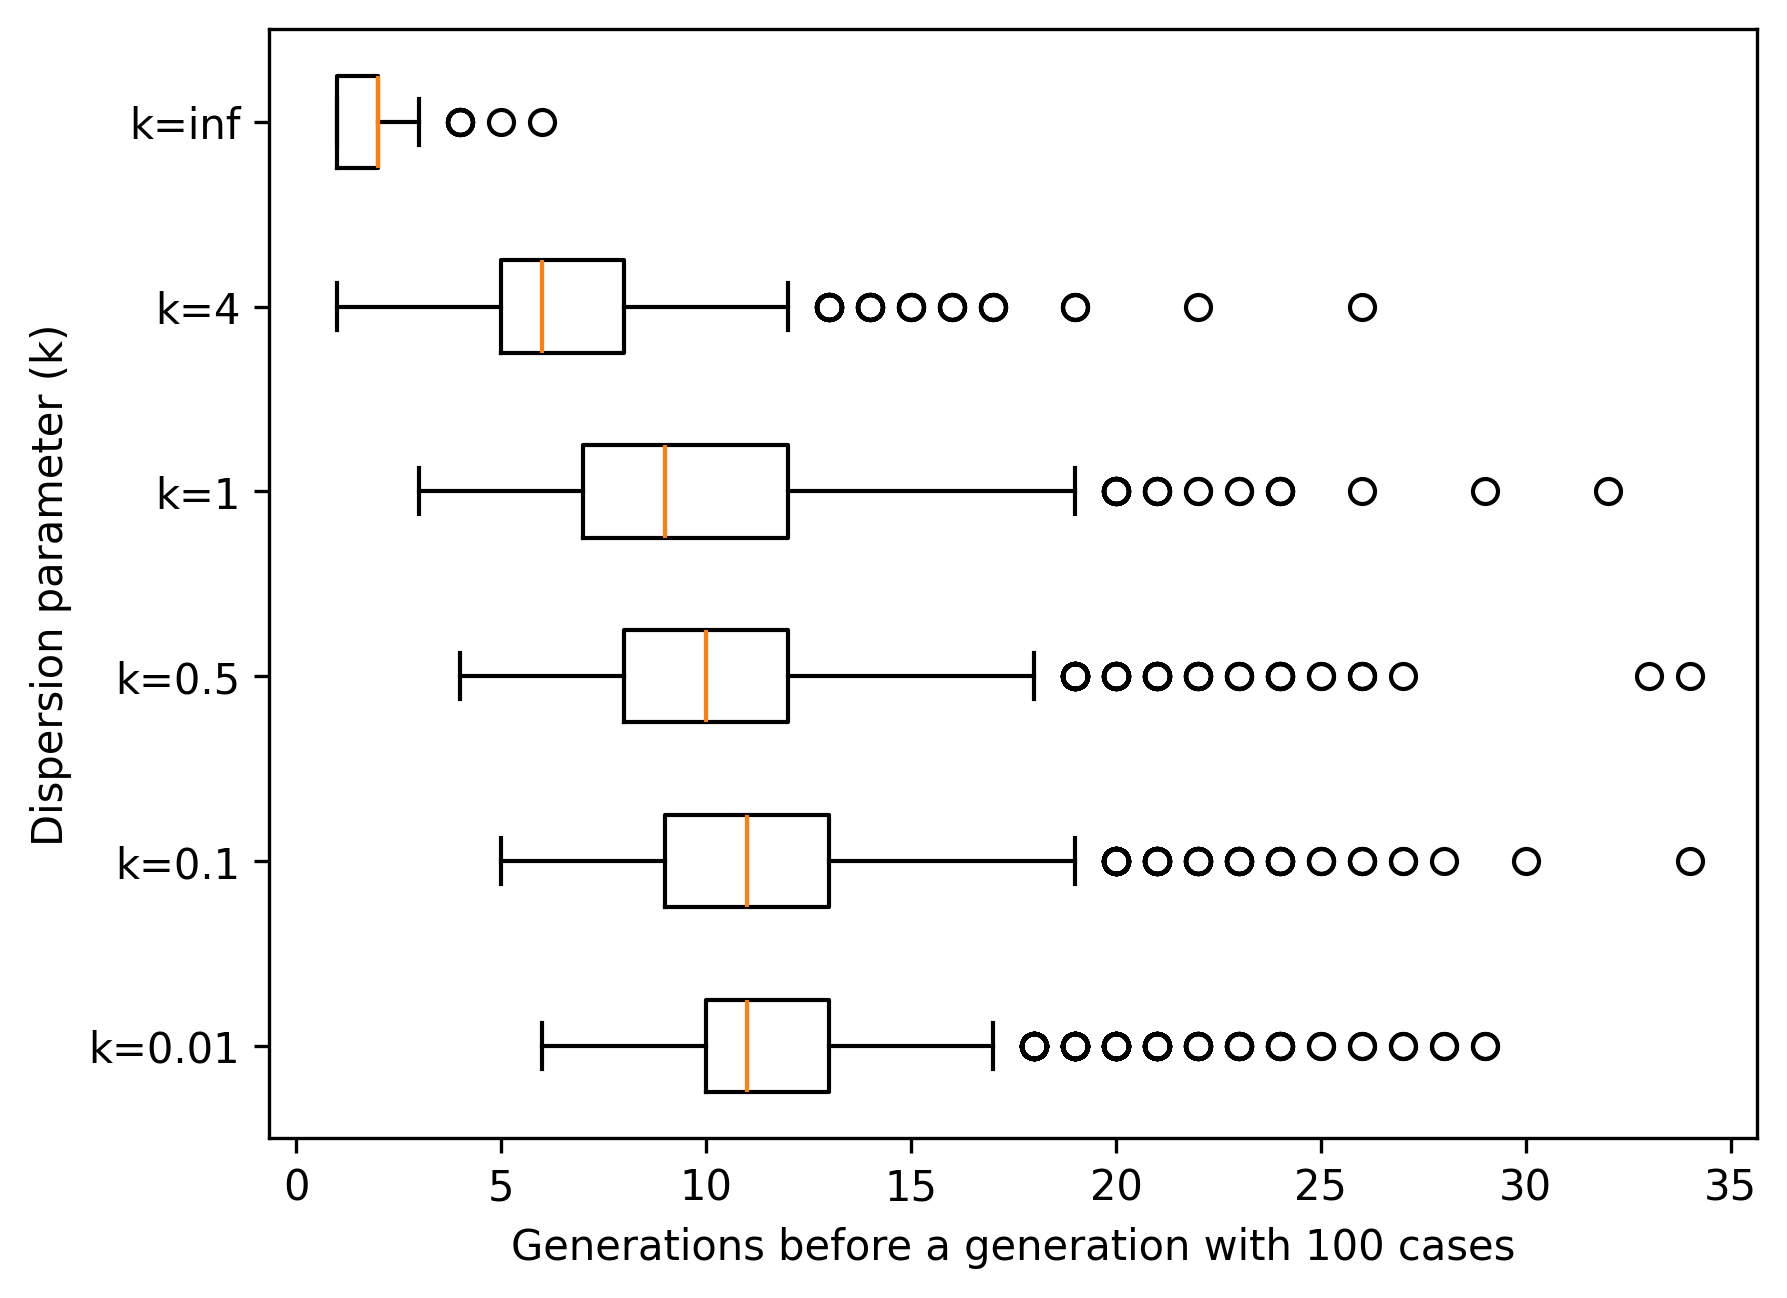 k=inf
k=4
k=1
k=0.5
k=0.1
k=0.01
Dispersion parameter (k)
0 5 10 15 20 25 30 35
Generations before a generation with 100 cases